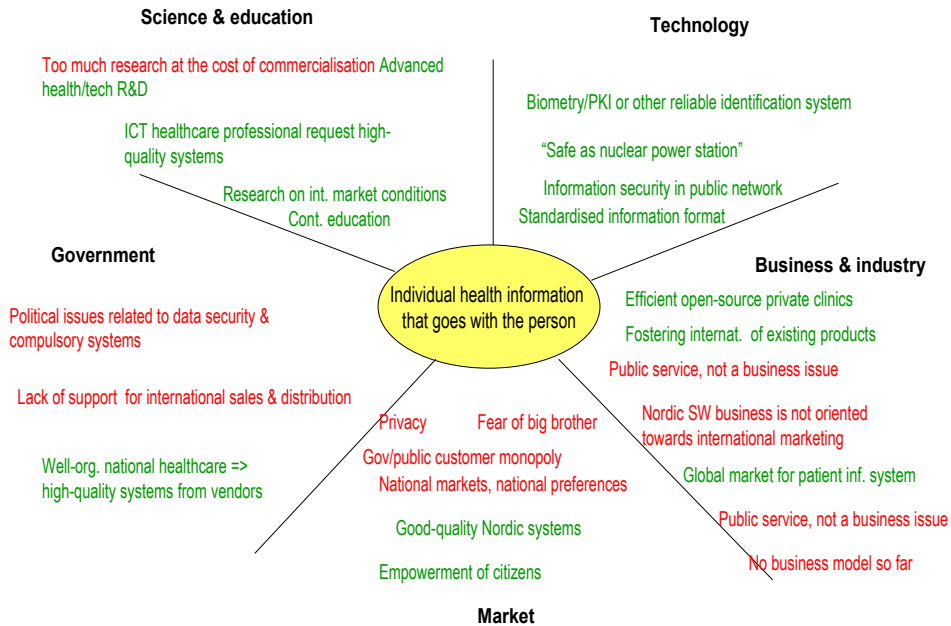 Science & education
Too much research at the cost of commercialisation Advanced
health/tech R&D
ICT healthcare professional request high-
quality systems
Research on int. market conditions
Cont. education
Technology
Biometry/PKI or other reliable identification system
“Safe as nuclear power station”
Information security in public network
Standardised information format
Government
Political issues related to data security &
compulsory systems
Lack of support for international sales & distribution
Well-org. national healthcare =>
high-quality systems from vendors
Individual health information
that goes with the person
Business & industry
Efficient open-source private clinics
Fostering internat. of existing products
Public service, not a business issue
Nordic SW business is not oriented
towards international marketing
Global market for patient inf. system
Public service, not a business issue
No business model so far
Privacy
Fear of big brother
Gov/public customer monopoly
National markets, national preferences
Good-quality Nordic systems
Empowerment of citizens
Market